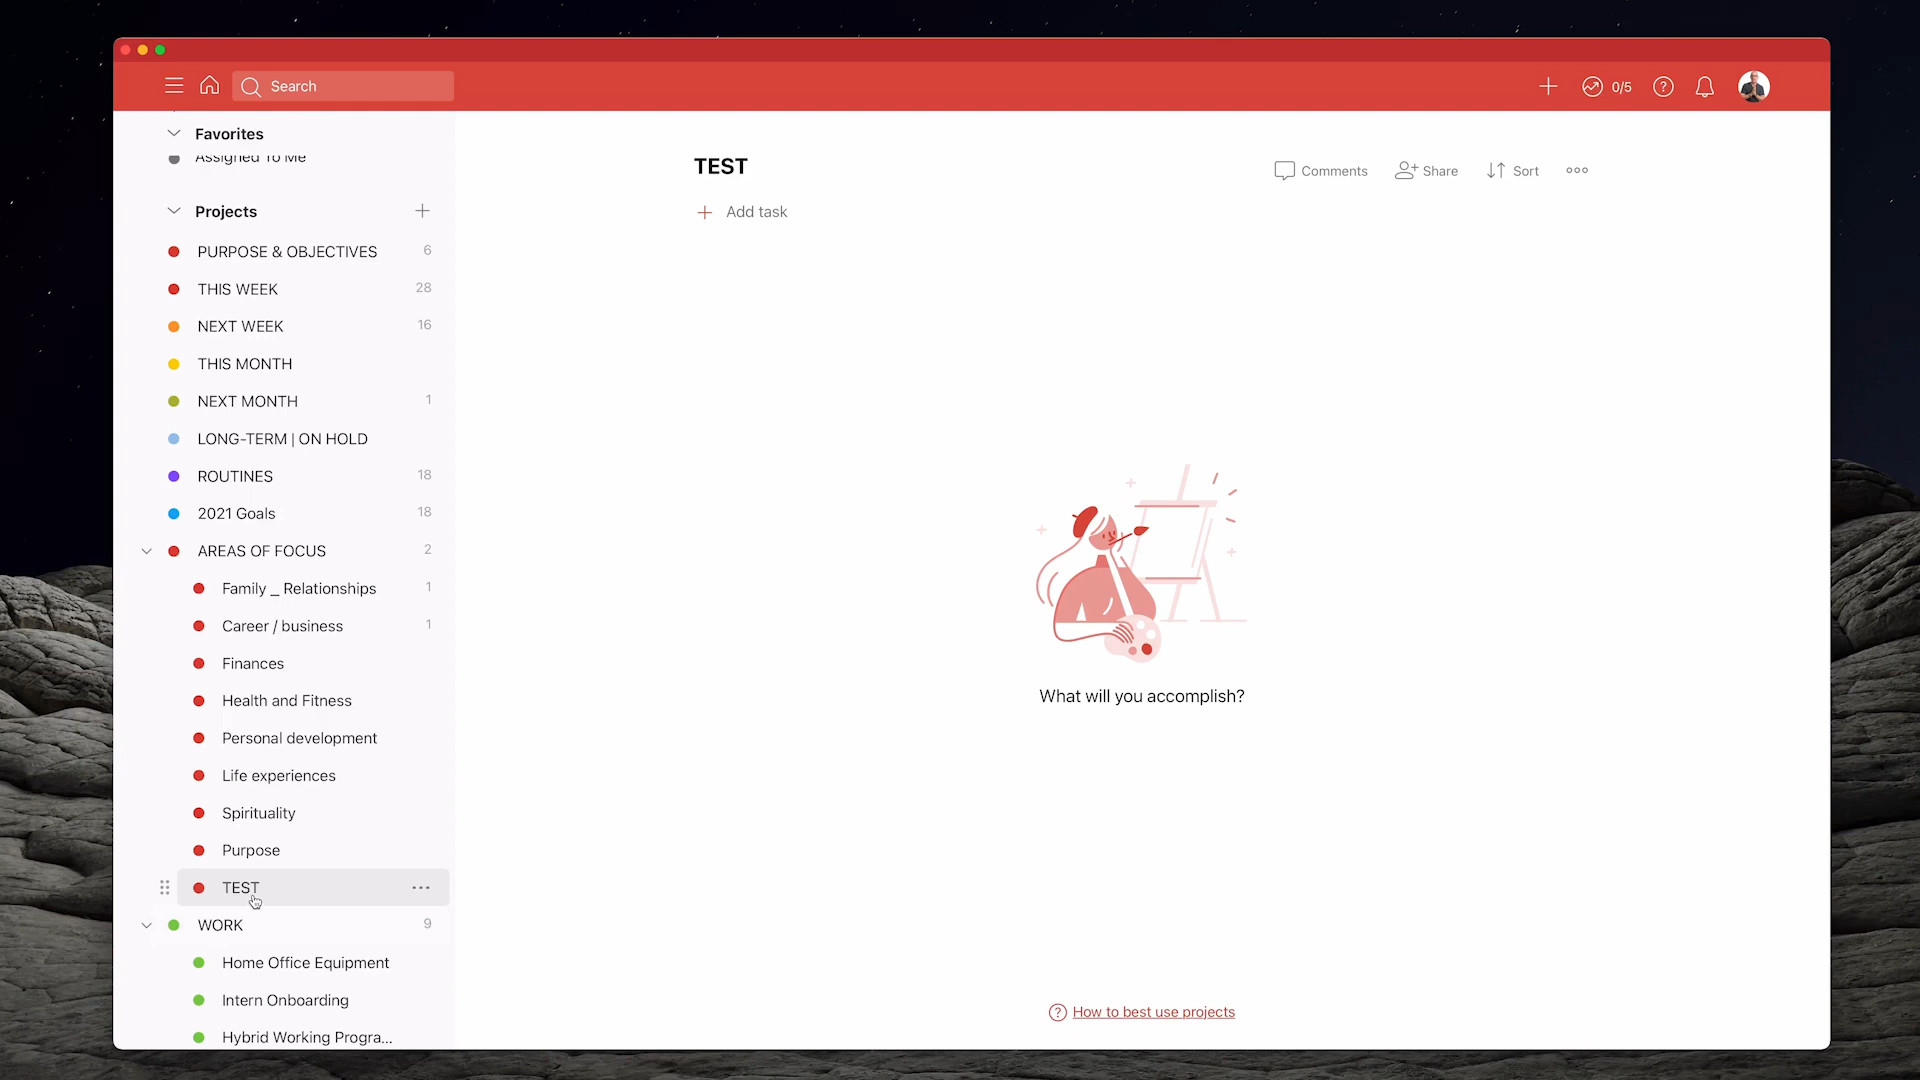 Search
0/5
Favorites
Assigned To Me
Projects
PURPOSE & OBJECTIVES 6
THIS WEEK 28
NEXT WEEK 16
THIS MONTH
NEXT MONTH 1
LONG-TERM | ON HOLD
ROUTINES 18
2021 Goals 18
AREAS OF FOCUS 2
Family _ Relationships 1
Career / business 1
Finances
Health and Fitness
Personal development
Life experiences
Spirituality
Purpose
TEST
WORK 9
Home Office Equipment
Intern Onboarding
Hybrid Working Progra...
TEST
Comments
Share
Sort
Add task
What will you accomplish?
How to best use projects